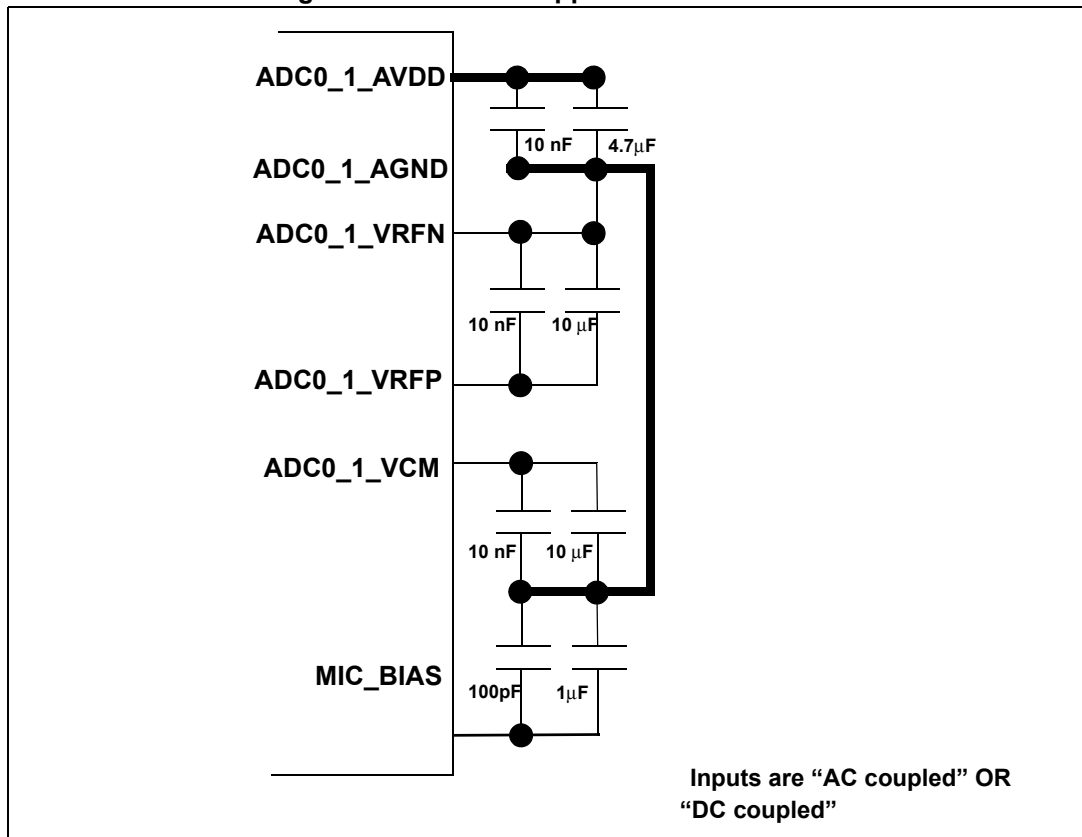 ADC0_1_AVDD
10 nF 4.7µF
ADC0_1_AGND
ADC0_1_VRFN
10 nF 10 µF
ADC0_1_VRFP
ADC0_1_VCM
10 nF 10 µF
MIC_BIAS
100pF 1µF
Inputs are “AC coupled” OR
“DC coupled”